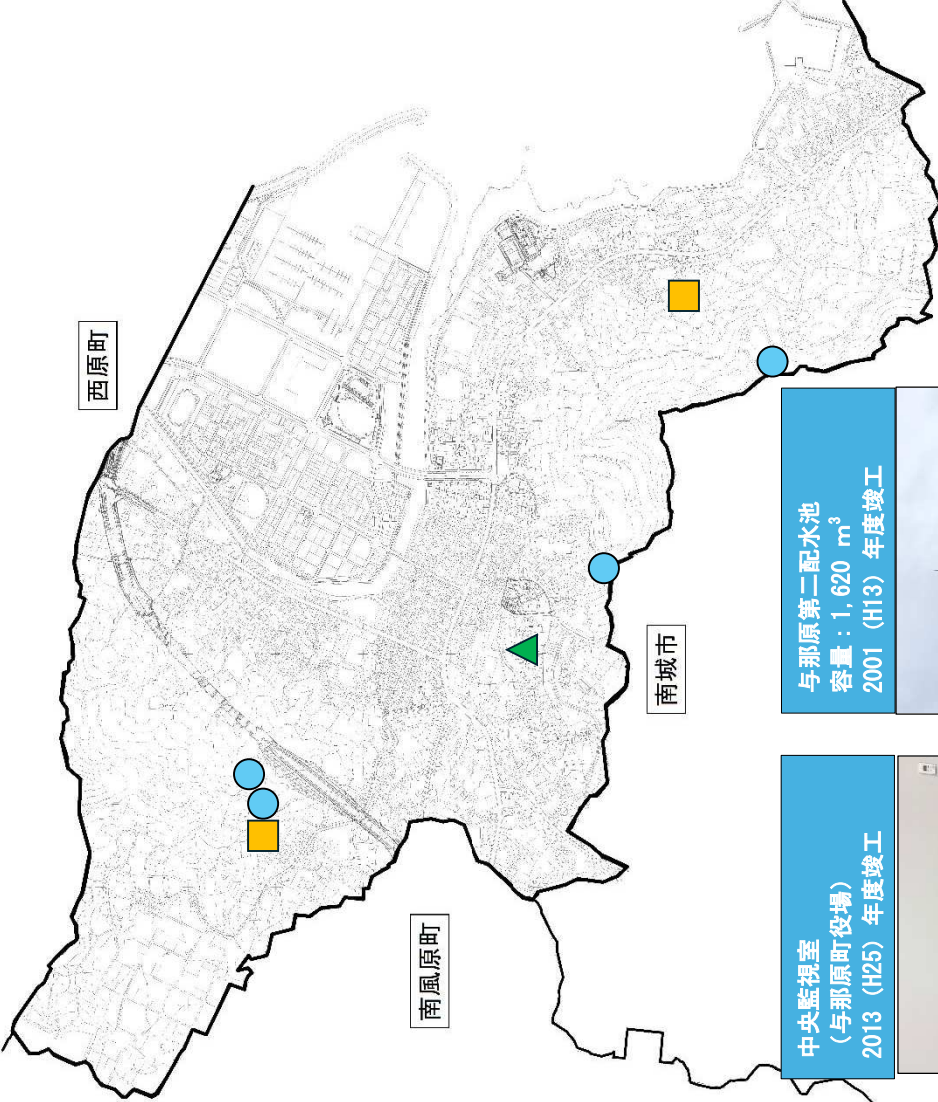 西原町
南城市
南風原町
与那原第二配水池
容量：1,620 m³
2001 (H13) 年度竣工
中央監視室
(与那原町役場)
2013 (H25) 年度竣工